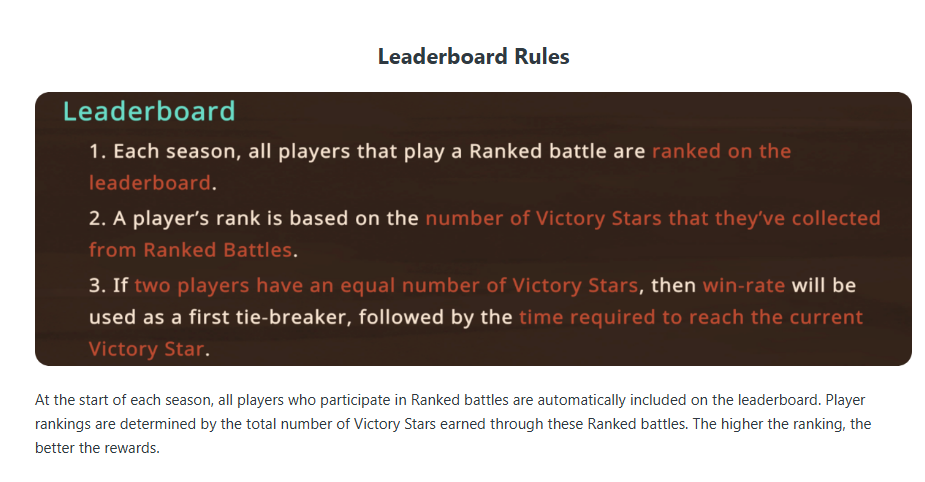 Leaderboard Rules
Leaderboard
1. Each season, all players that play a Ranked battle are ranked on the
leaderboard.
2. A player’s rank is based on the number of Victory Stars that they’ve collected
from Ranked Battles.
3. If two players have an equal number of Victory Stars, then win-rate will be
used as a first tie-breaker, followed by the time required to reach the current
Victory Star.
At the start of each season, all players who participate in Ranked battles are automatically included on the leaderboard. Player
rankings are determined by the total number of Victory Stars earned through these Ranked battles. The higher the ranking, the
better the rewards.